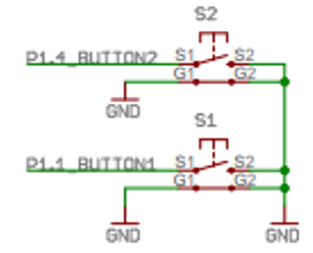 S2
P1.4_BUTTON2
S1 S2
G1 G2
GND
S1
P1.1_BUTTON1
S1 S2
G1 G2
GND GND